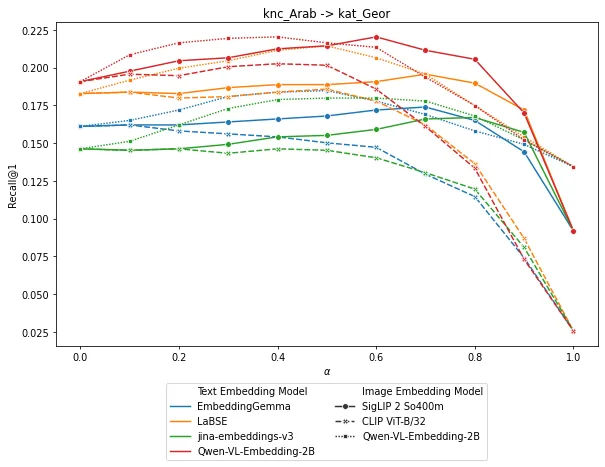 knc_Arab -> kat_Geor
Recall@1
0.225
0.200
0.175
0.150
0.125
0.100
0.075
0.050
0.025
0.0
0.2
0.4
0.6
0.8
1.0
α
Text Embedding Model
EmbeddingGemma
LaBSE
jina-embeddings-v3
Qwen-VL-Embedding-2B
Image Embedding Model
SigLIP 2 So400m
CLIP ViT-B/32
Qwen-VL-Embedding-2B